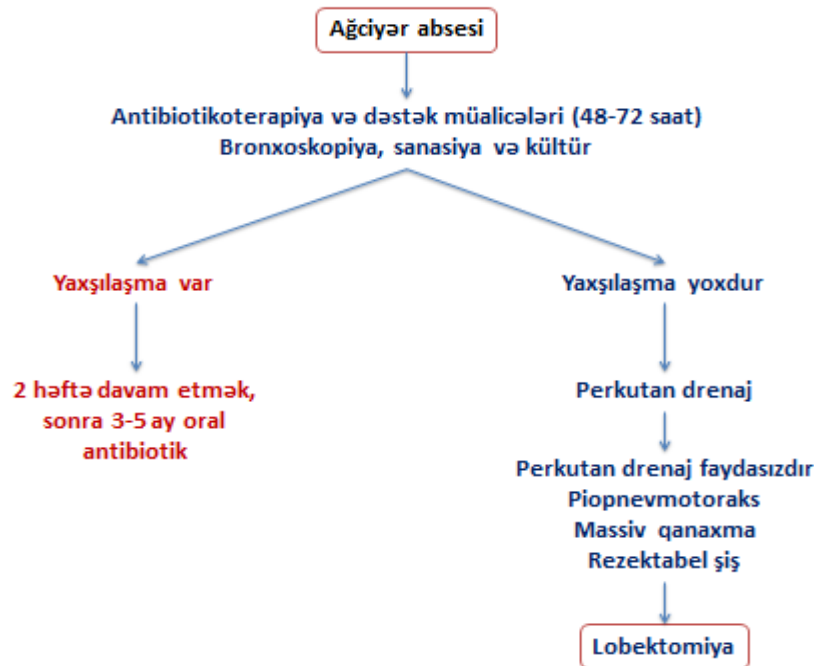 Ağciyər absesi
Antibiotikoterapiya və dəstək müalicələri (48-72 saat)
Bronxoskopiya, sanasiya və kültür
Yaxşılaşma var
Yaxşılaşma yoxdur
2 həftə davam etmək,
sonra 3-5 ay oral
antibiotik
Perkutan drenaj
Perkutan drenaj faydasızdır
Piopnevmotoraks
Massiv qanaxma
Rezektabel şiş
Lobektomiya